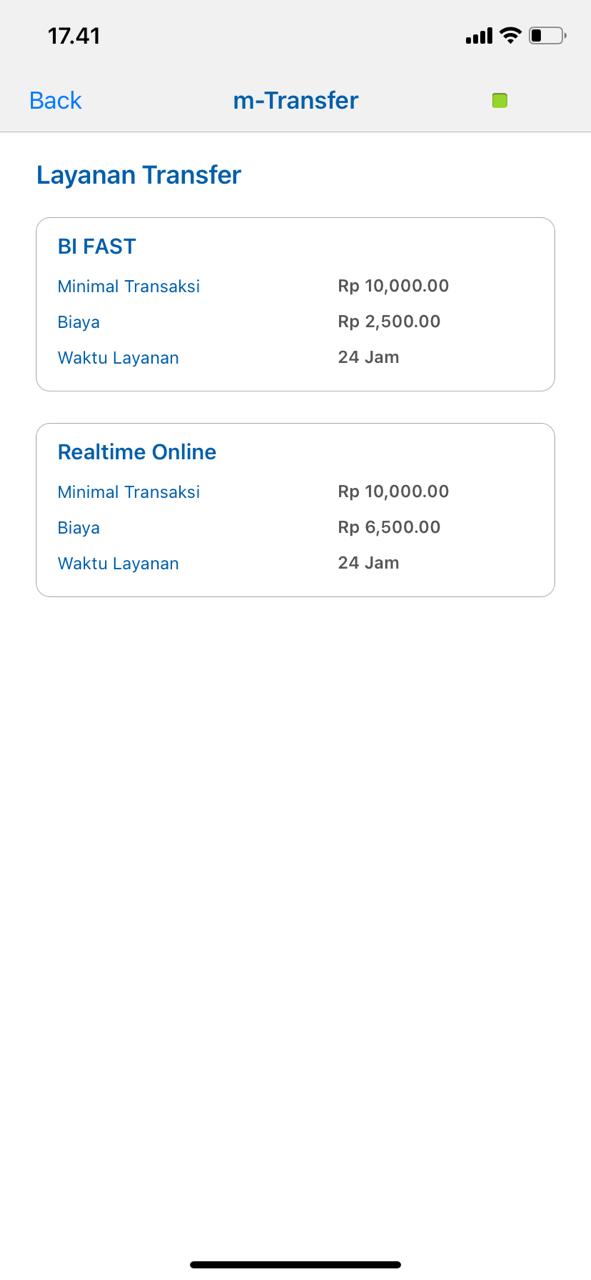 17.41
Back m-Transfer
Layanan Transfer
BI FAST
Minimal Transaksi Rp 10,000.00
Biaya Rp 2,500.00
Waktu Layanan 24 Jam
Realtime Online
Minimal Transaksi Rp 10,000.00
Biaya Rp 6,500.00
Waktu Layanan 24 Jam